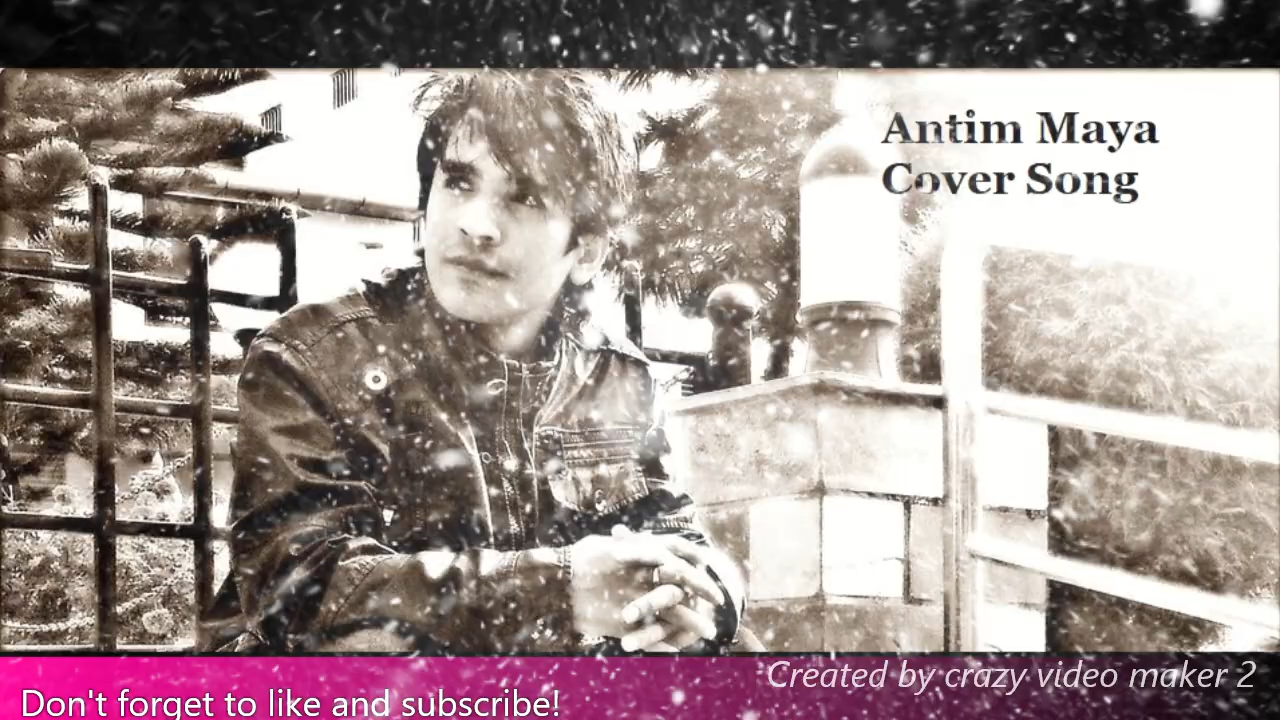 Antim Maya
Cover Song
Created by crazy video maker 2
Don't forget to like and subscribe!